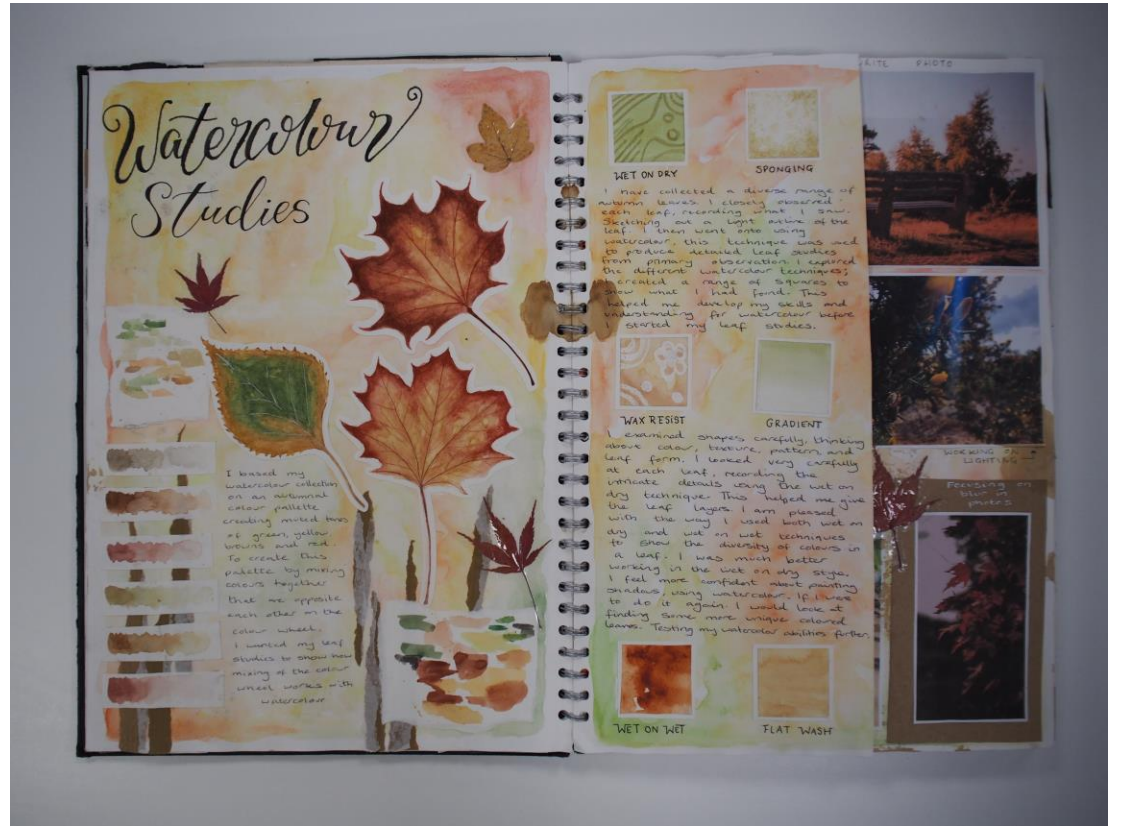 Watercolour
Studies
I based my
watercolour collection
on an autumnal
colour pallette
creating muted tones
of green, yellow
browns and red.
To create this
palette by mixing
colours together
that are opposite
each other on the
colour wheel.
I wanted my leaf
studies to show how
mixing of the colour
wheel works with
watercolour
WET ON DRY
SPONGING
I have collected a diverse range of
autumn leaves. I closely observed
each leaf, recording what I saw.
Sketching out a light outline of the
leaf. I then went onto using
watercolour, this technique was used
to produce detailed leaf studies
from primary observation. I explored
the different watercolour techniques;
I created a range of squares to
show what I had found. This
helped me develop my skills and
understanding for watercolour before
I started my leaf studies.
WAX RESIST
GRADIENT
I examined shapes, carefully, thinking
about colour, texture, pattern, and
leaf form. I looked very carefully
at each leaf, recording the
intricate details using the wet on
dry technique. This helped me give
the leaf layers. I am pleased
with the way I used both wet on
dry and wet on wet techniques
to show the diversity of colours in
a leaf. I was much better
working in the wet on dry style.
I feel more confident about painting
shadows, using watercolour. If I were
to do it again. I would look at
finding some more unique coloured
leaves. Testing my watercolor abilities further.
WET ON WET
FLAT WASH
PHOTO
WORKING ON
LIGHTING
Focusing on
blur in
photos